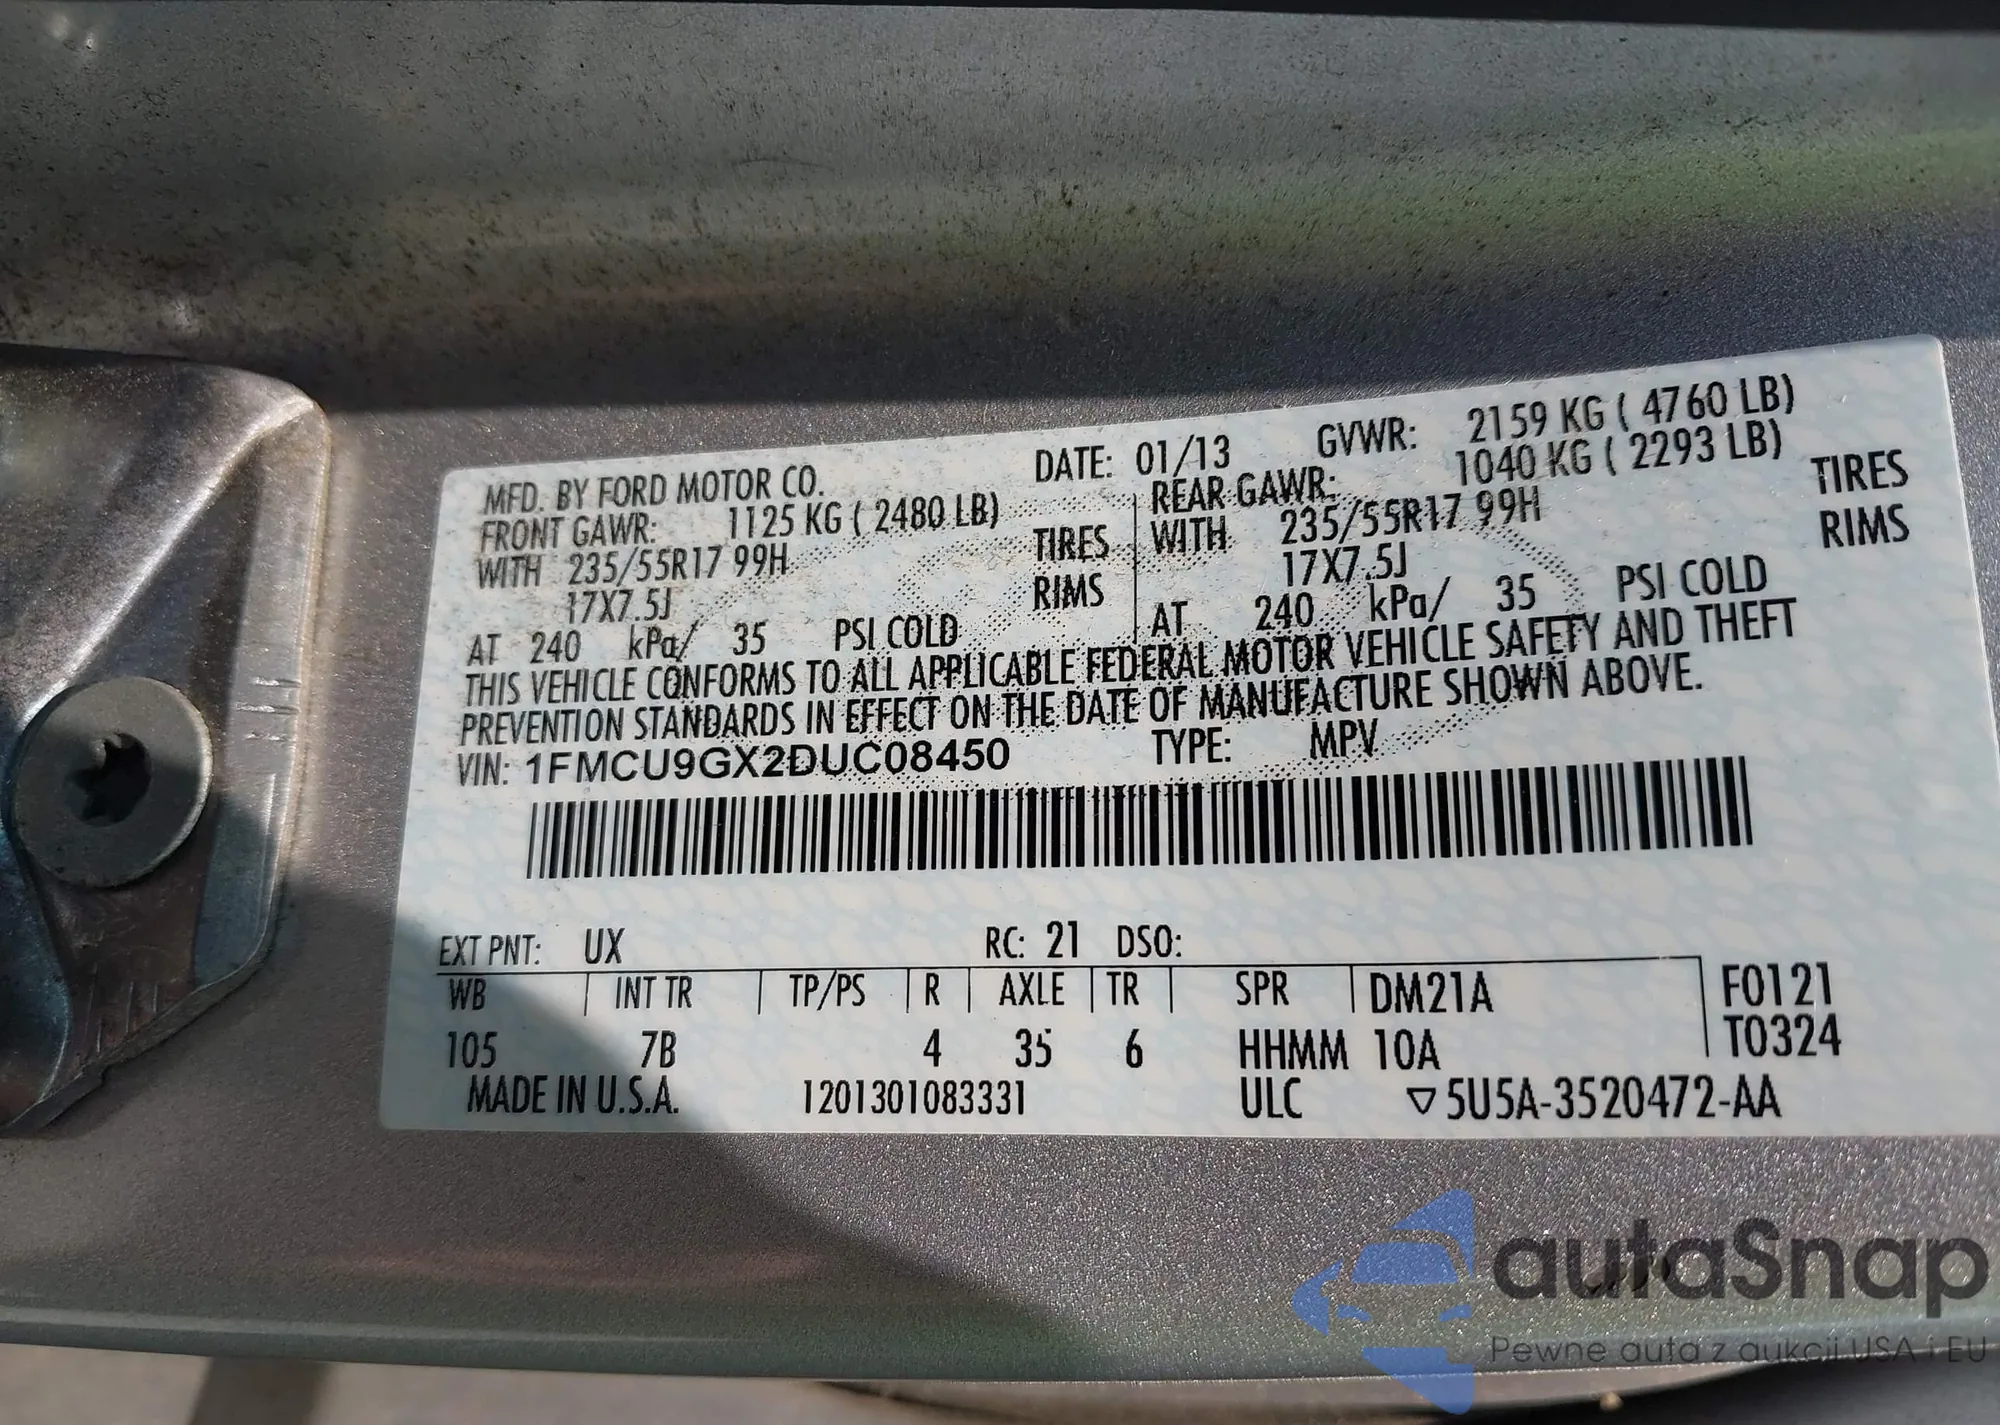 MFD. BY FORD MOTOR CO. DATE: 01/13 GVWR: 2159 KG ( 4760 LB)
FRONT GAWR: 1125 KG ( 2480 LB) REAR GAWR: 1040 KG ( 2293 LB)
WITH 235/55R17 99H TIRES WITH 235/55R17 99H TIRES
17X7.5J RIMS 17X7.5J RIMS
AT 240 kPa/ 35 PSI COLD AT 240 kPa/ 35 PSI COLD
THIS VEHICLE CONFORMS TO ALL APPLICABLE FEDERAL MOTOR VEHICLE SAFETY AND THEFT
PREVENTION STANDARDS IN EFFECT ON THE DATE OF MANUFACTURE SHOWN ABOVE.
VIN: 1FMCU9GX2DUC08450 TYPE: MPV
EXT PNT: UX RC: 21 DSO:
WB INT TR TP/PS R AXLE TR SPR DM21A F0121
105 7B 4 35 6 HHMM 10A T0324
MADE IN U.S.A. 1201301083331 ULC ▽5U5A-3520472-AA
autaSnap
Pewne auta z aukcji USA i EU